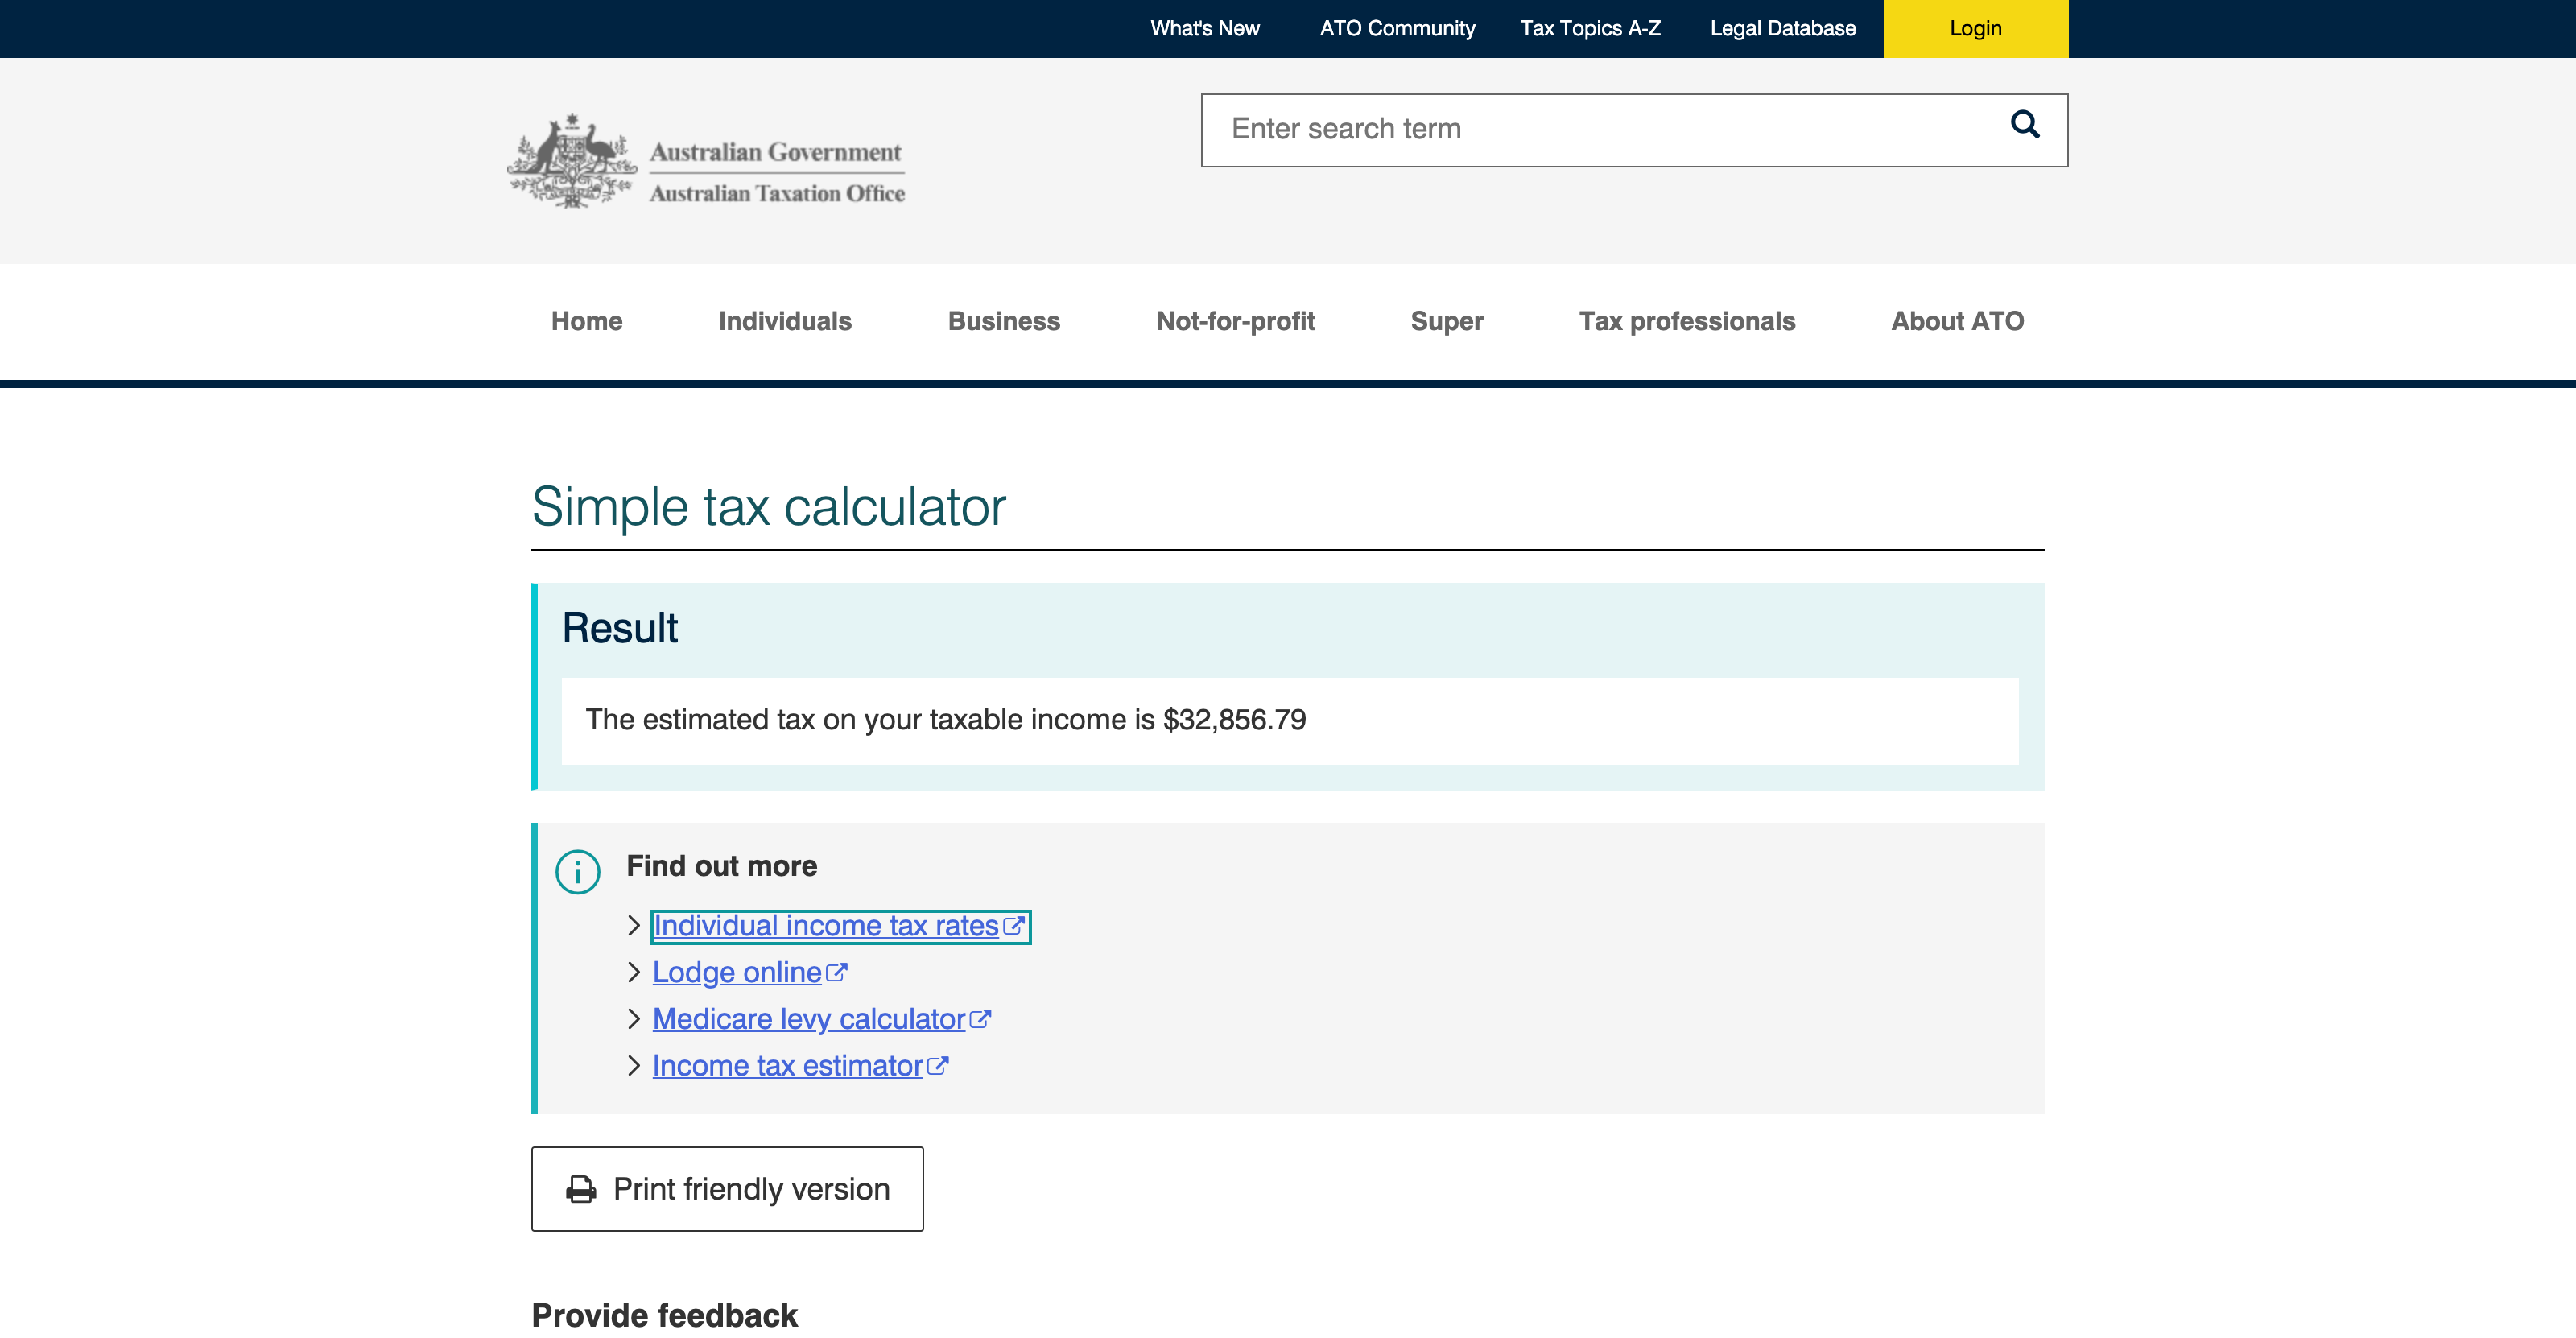 What's New ATO Community Tax Topics A-Z Legal Database Login
Enter search term
Australian Government
Australian Taxation Office
Home Individuals Business Not-for-profit Super Tax professionals About ATO
Simple tax calculator
Result
The estimated tax on your taxable income is $32,856.79
Find out more
Individual income tax rates
Lodge online
Medicare levy calculator
Income tax estimator
Print friendly version
Provide feedback